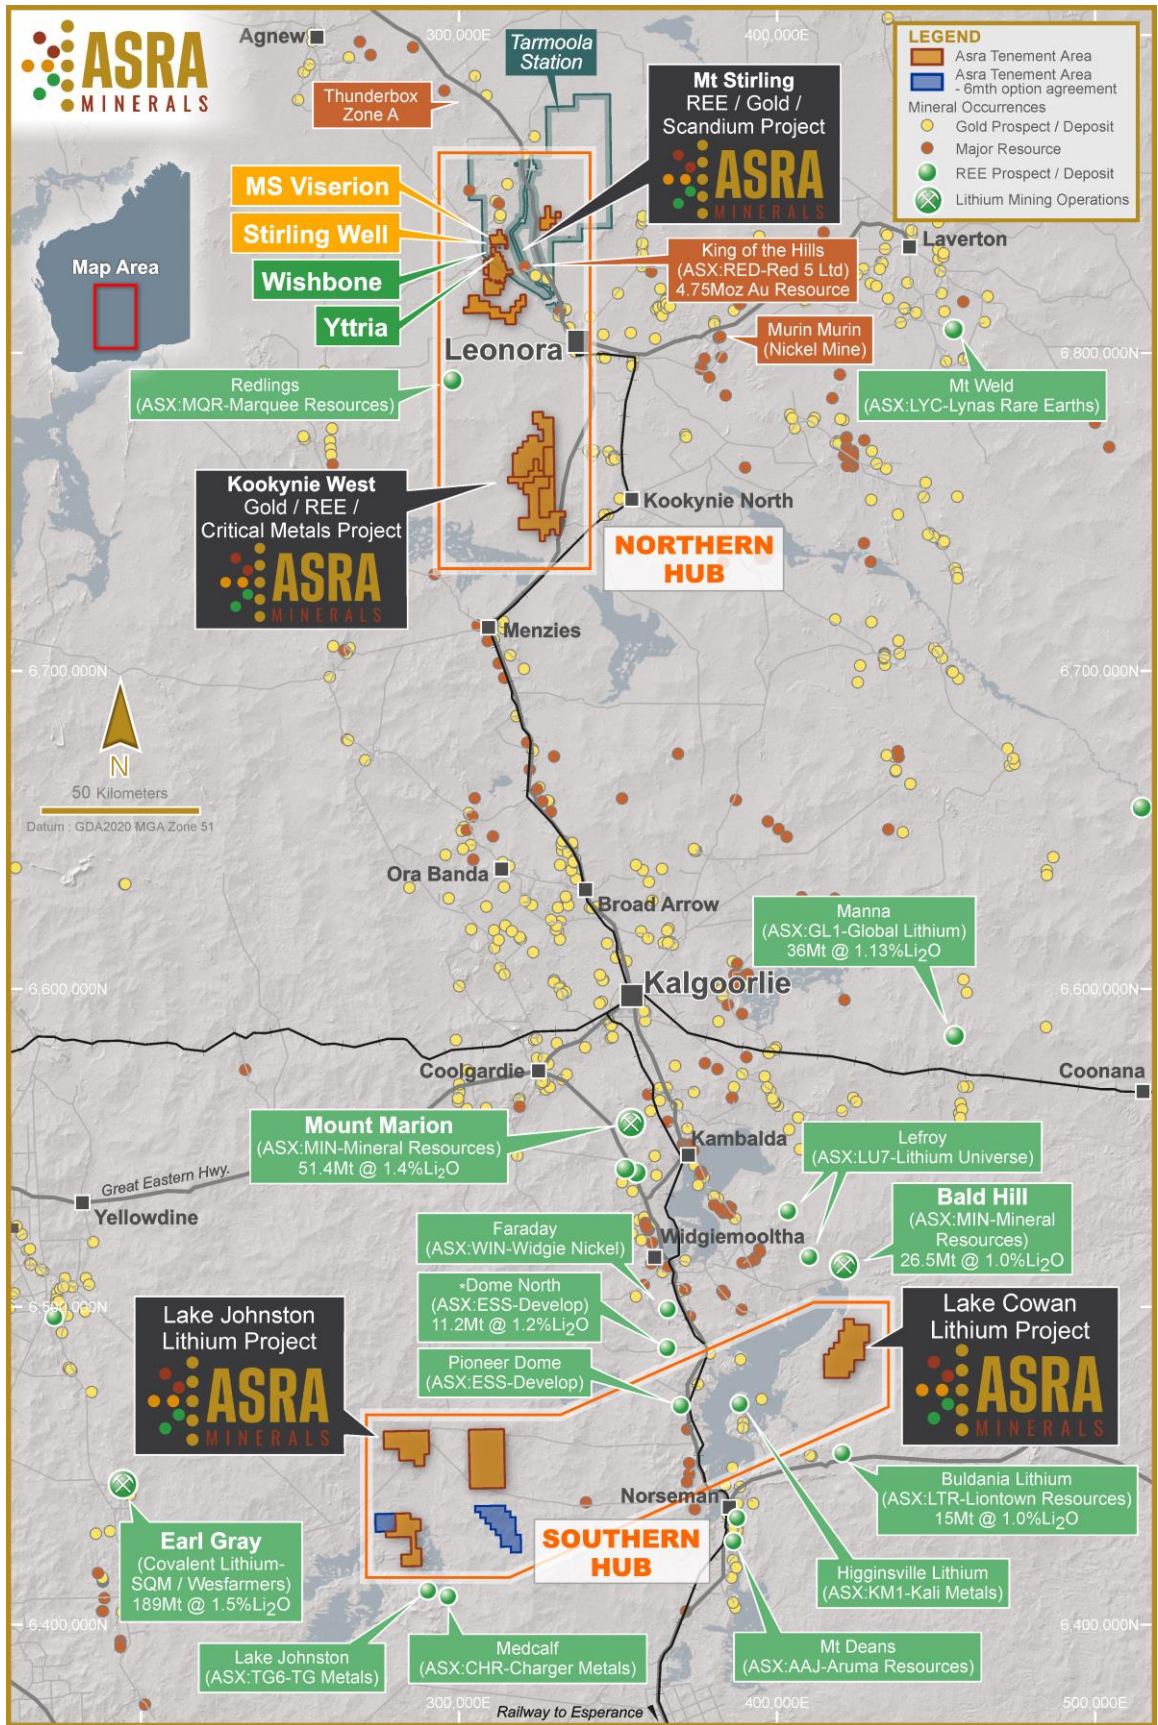 ASRA
MINERALS
Agnew
300,000E
400,000E
Tarmoola
Station
LEGEND
Asra Tenement Area
Asra Tenement Area
- 6mth option agreement
Mineral Occurrences
Gold Prospect / Deposit
Major Resource
REE Prospect / Deposit
Lithium Mining Operations
Thunderbox
Zone A
Mt Stirling
REE / Gold /
Scandium Project
ASRA
MINERALS
MS Viserion
Stirling Well
Wishbone
Yttria
Map Area
King of the Hills
(ASX:RED-Red 5 Ltd)
4.75Moz Au Resource
Laverton
Leonora
Murin Murin
(Nickel Mine)
6,800,000N
Redlings
(ASX:MQR-Marquee Resources)
Mt Weld
(ASX:LYC-Lynas Rare Earths)
Kookynie West
Gold / REE /
Critical Metals Project
ASRA
MINERALS
Kookynie North
NORTHERN
HUB
Menzies
6,700,000N
6,700,000N
N
50 Kilometers
Datum : GDA2020 MGA Zone 51
Ora Banda
Broad Arrow
Manna
(ASX:GL1-Global Lithium)
36Mt @ 1.13%Li2O
Kalgoorlie
6,600,000N
6,600,000N
Coolgardie
Coonana
Mount Marion
(ASX:MIN-Mineral Resources)
51.4Mt @ 1.4%Li2O
Kambalda
Lefroy
(ASX:LU7-Lithium Universe)
Great Eastern Hwy.
Yellowdine
Bald Hill
(ASX:MIN-Mineral
Resources)
26.5Mt @ 1.0%Li2O
Faraday
(ASX:WIN-Widgie Nickel)
Widgiemooltha
*Dome North
(ASX:ESS-Develop)
11.2Mt @ 1.2%Li2O
6,500,000N
Lake Johnston
Lithium Project
ASRA
MINERALS
Lake Cowan
Lithium Project
ASRA
MINERALS
Pioneer Dome
(ASX:ESS-Develop)
Norseman
Buldania Lithium
(ASX:LTR-Liontown Resources)
15Mt @ 1.0%Li2O
Earl Gray
(Covalent Lithium-
SQM / Wesfarmers)
189Mt @ 1.5%Li2O
SOUTHERN
HUB
Higginsville Lithium
(ASX:KM1-Kali Metals)
6,400,000N
6,400,000N
Lake Johnston
(ASX:TG6-TG Metals)
Medcalf
(ASX:CHR-Charger Metals)
Mt Deans
(ASX:AAJ-Aruma Resources)
300,000E
400,000E
500,000E
Railway to Esperance